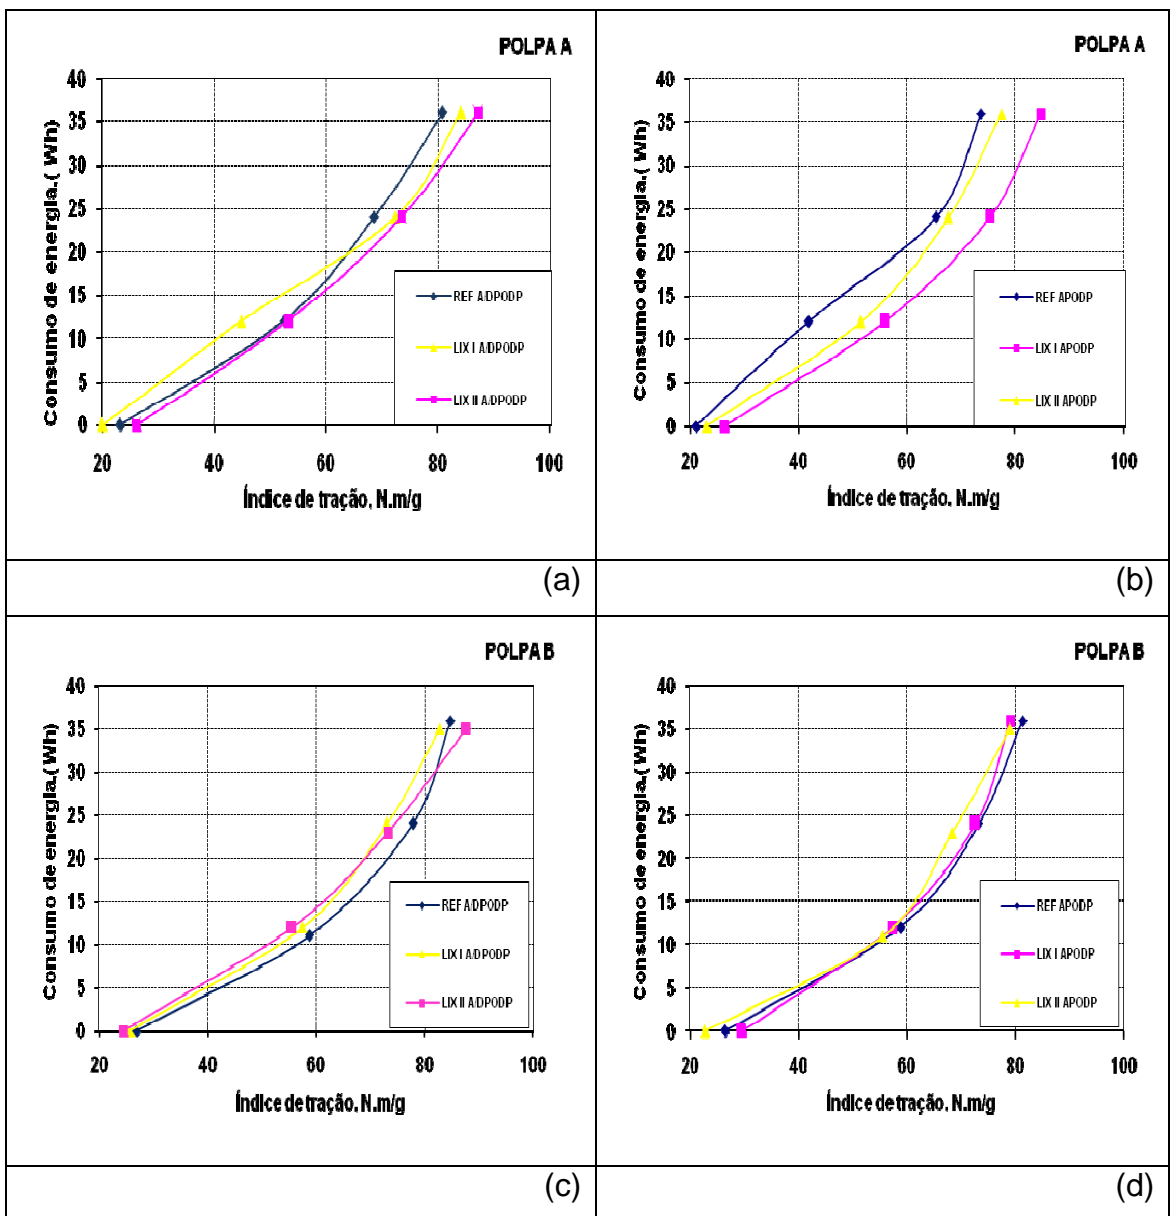 POLPA A
Consumo de energia.( Wh)
40
35
30
25
20
15
10
5
0
REF A/DPODP
LIX I A/DPODP
LIX II A/DPODP
20 40 60 80 100
Índice de tração, N.m/g
(a)
POLPA A
Consumo de energia.( Wh)
40
35
30
25
20
15
10
5
0
REF APODP
LIX I APODP
LIX II APODP
20 40 60 80 100
Índice de tração, N.m/g
(b)
POLPA B
Consumo de energia.( Wh)
40
35
30
25
20
15
10
5
0
REF A/DPODP
LIX I A/DPODP
LIX II A/DPODP
20 40 60 80 100
Índice de tração, N.m/g
(c)
POLPA B
Consumo de energia.( Wh)
40
35
30
25
20
15
10
5
0
REF APODP
LIX I APODP
LIX II APODP
20 40 60 80 100
Índice de tração, N.m/g
(d)